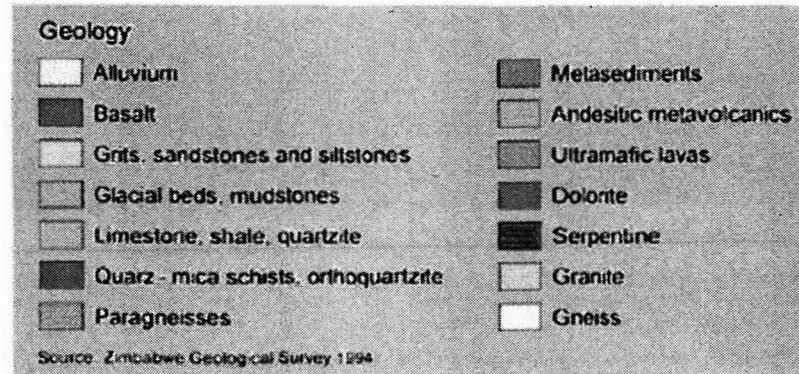 Geology
Alluvium
Basalt
Grits, sandstones and siltstones
Glacial beds, mudstones
Limestone, shale, quartzite
Quarz - mica schists, orthoquartzite
Paragneisses
Metasediments
Andesitic metavolcanics
Ultramafic lavas
Dolorite
Serpentine
Granite
Gneiss
Source: Zimbabwe Geological Survey 1994